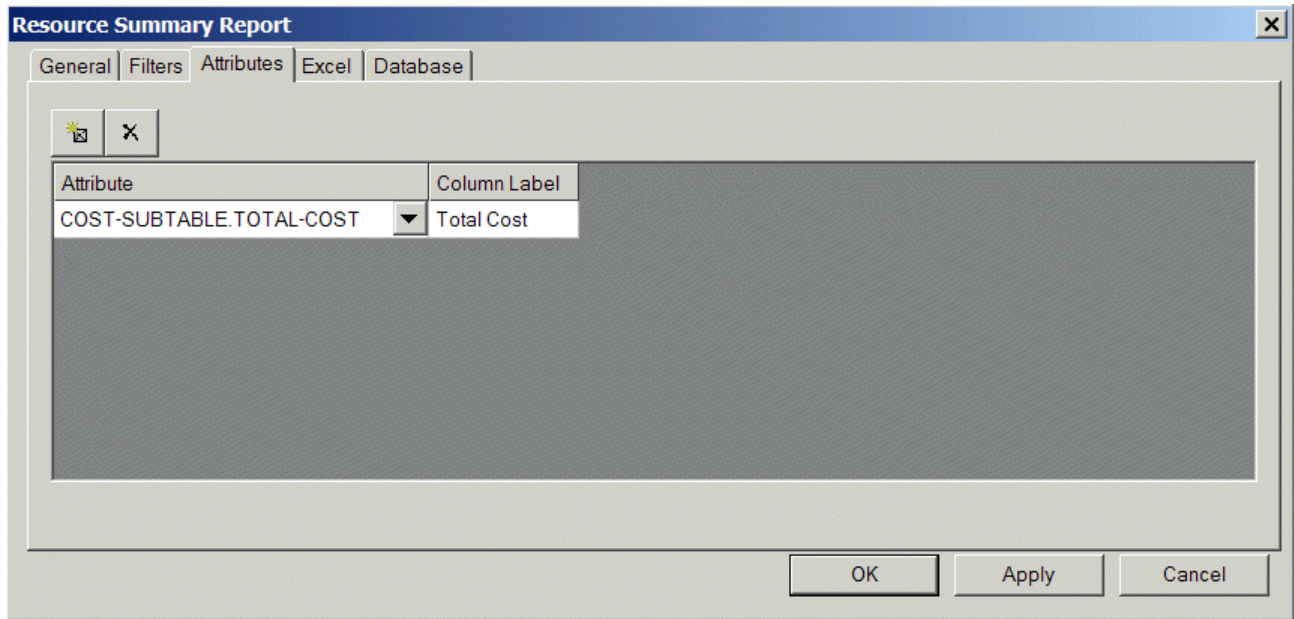 Resource Summary Report
General Filters Attributes Excel Database
Attribute Column Label
COST-SUBTABLE.TOTAL-COST Total Cost
OK Apply Cancel